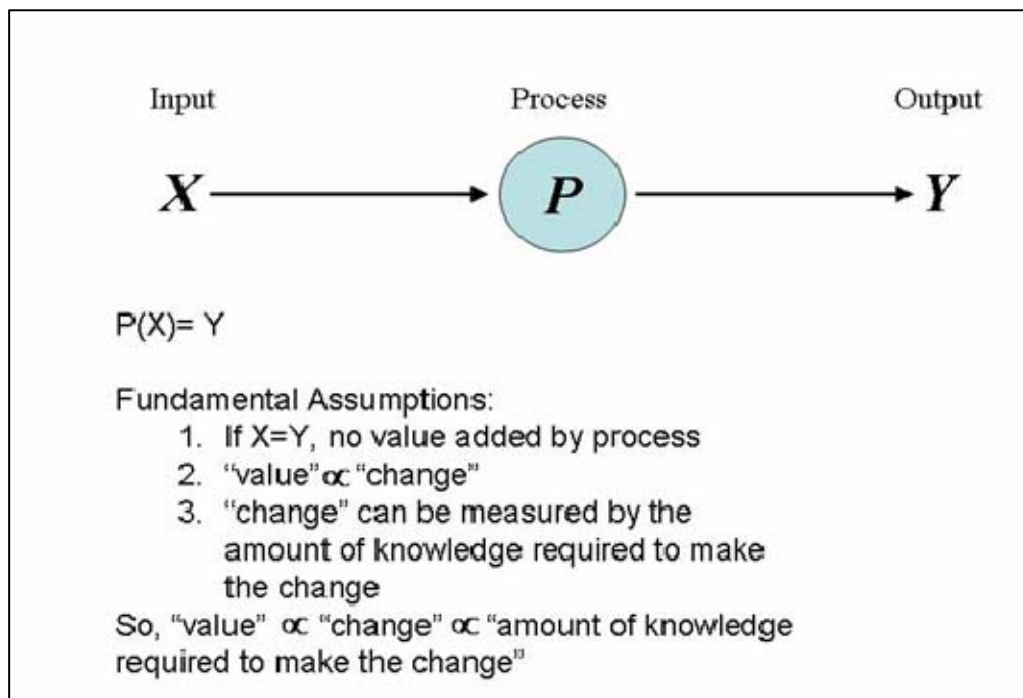 Input Process Output
X P Y
P(X)= Y
Fundamental Assumptions:
1. If X=Y, no value added by process
2. “value” ∝ “change”
3. “change” can be measured by the
amount of knowledge required to make
the change
So, “value” ∝ “change” ∝ “amount of knowledge
required to make the change”